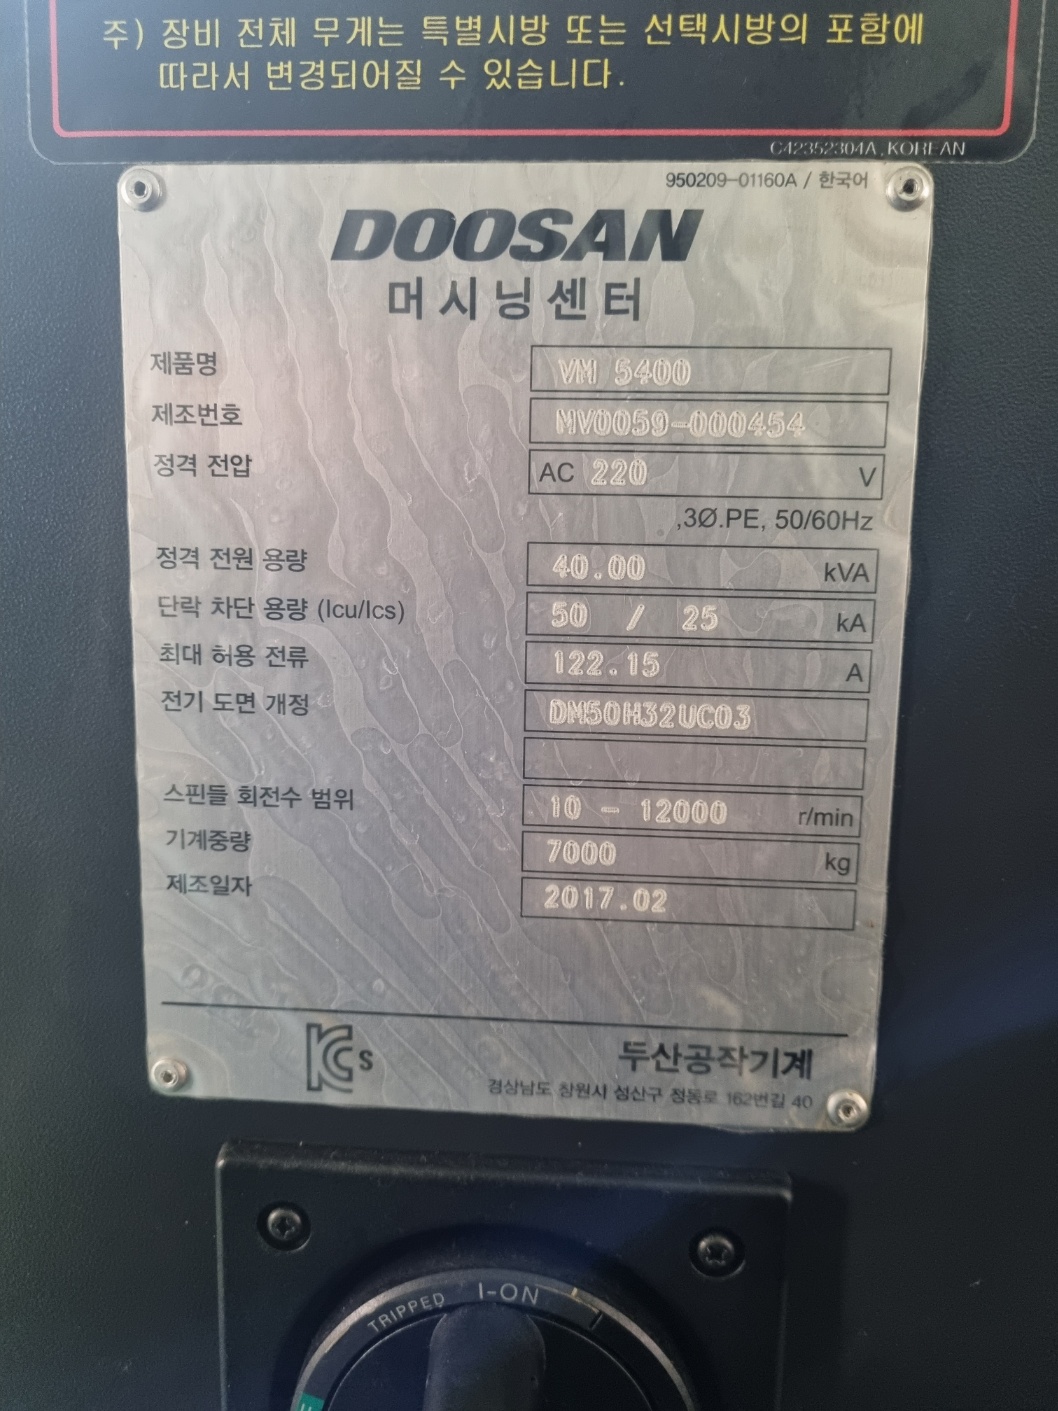 주) 장비 전체 무게는 특별시방 또는 선택시방의 포함에
따라서 변경되어질 수 있습니다.
C42352304A, KOREAN
950209-01160A / 한국어
DOOSAN
머시닝센터
제품명 VM 5400
제조번호 MV0059-000454
정격 전압 AC 220 V
,3Ø.PE, 50/60Hz
정격 전원 용량 40.00 kVA
단락 차단 용량 (Icu/Ics) 50 / 25 kA
최대 허용 전류 122.15 A
전기 도면 개정 DM50H32UC03
스핀들 회전수 범위 10 - 12000 r/min
기계중량 7000 kg
제조일자 2017.02
KC s
두산공작기계
경상남도 창원시 성산구 정동로 162번길 40
TRIPPED I-ON